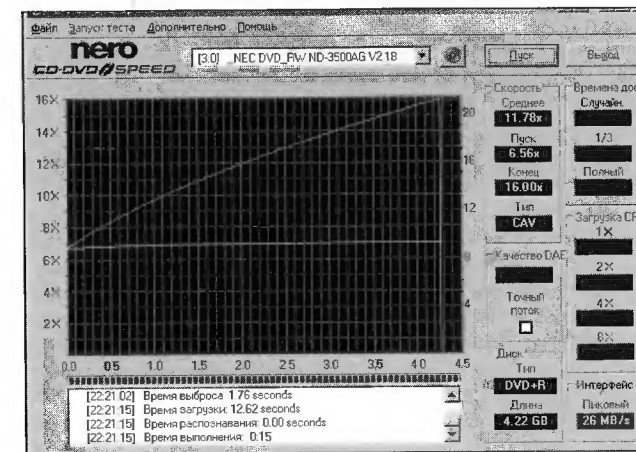 Файл Запуск теста Дополнительно Помощь
nero
CD-DVD SPEED
[3:0] _NEC DVD_RW ND-3500AG V2.18
Пуск
Выход
16X
14X
12X
10X
8X
6X
4X
2X
20
16
12
8
4
0.0 0.5 1.0 1.5 2.0 2.5 3.0 3.5 4.0 4.5
Скорость
Среднее
11.78x
Пуск
6.56x
Конец
16.00x
Тип
CAV
Времена дос
Случайн.
1/3
Полный
Качество DAE
Точный
поток
Загрузка CP
1X
2X
4X
8X
Диск
Тип
DVD+R
Длина
4.22 GB
Интерфейс
Пиковый
26 MB/s
[22:21:02] Время выброса: 1.76 seconds
[22:21:15] Время загрузки: 12.62 seconds
[22:21:15] Время распознавания: 0.00 seconds
[22:21:15] Время выполнения: 0:15